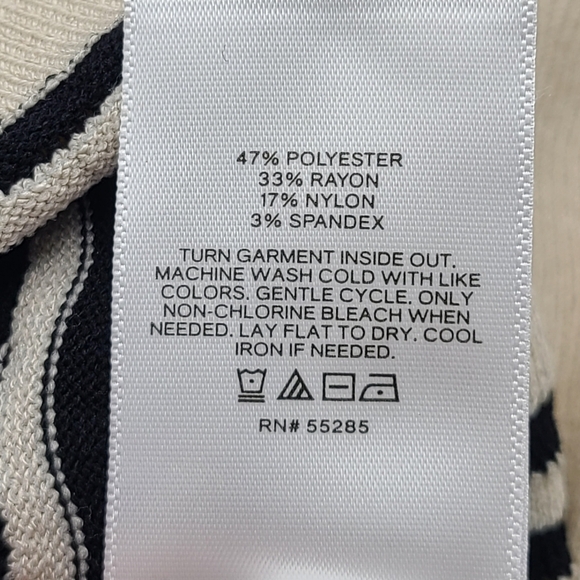 47% POLYESTER
33% RAYON
17% NYLON
3% SPANDEX
TURN GARMENT INSIDE OUT.
MACHINE WASH COLD WITH LIKE
COLORS. GENTLE CYCLE. ONLY
NON-CHLORINE BLEACH WHEN
NEEDED. LAY FLAT TO DRY. COOL
IRON IF NEEDED.
RN# 55285